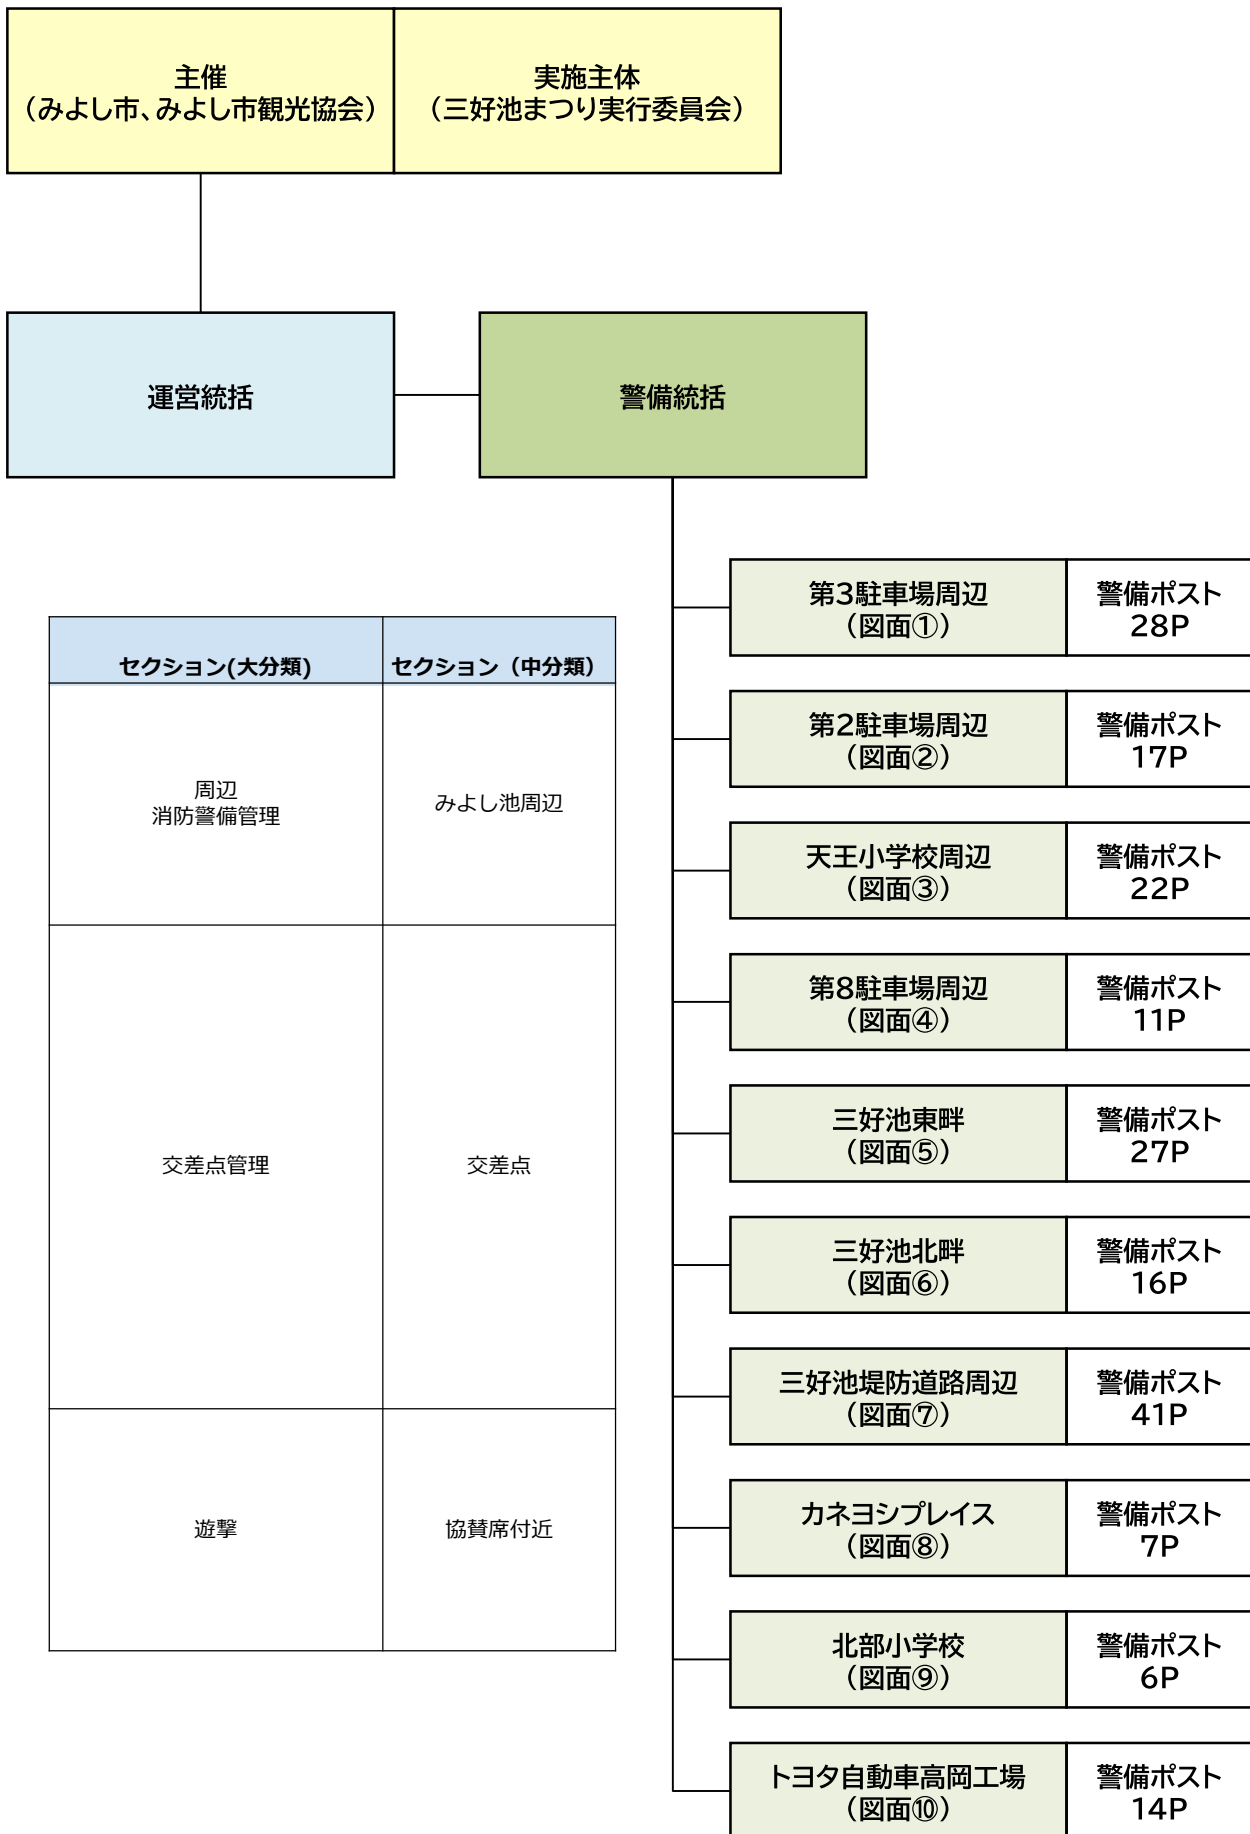 主催
（みよし市、みよし市観光協会）
実施主体
（三好池まつり実行委員会）
運営統括
警備統括
セクション(大分類)
セクション（中分類）
周辺
消防警備管理
みよし池周辺
交差点管理
交差点
遊撃
協賛席付近
第3駐車場周辺
（図面①）
警備ポスト
28P
第2駐車場周辺
（図面②）
警備ポスト
17P
天王小学校周辺
（図面③）
警備ポスト
22P
第8駐車場周辺
（図面④）
警備ポスト
11P
三好池東畔
（図面⑤）
警備ポスト
27P
三好池北畔
（図面⑥）
警備ポスト
16P
三好池堤防道路周辺
（図面⑦）
警備ポスト
41P
カネヨシプレイス
（図面⑧）
警備ポスト
7P
北部小学校
（図面⑨）
警備ポスト
6P
トヨタ自動車高岡工場
（図面⑩）
警備ポスト
14P